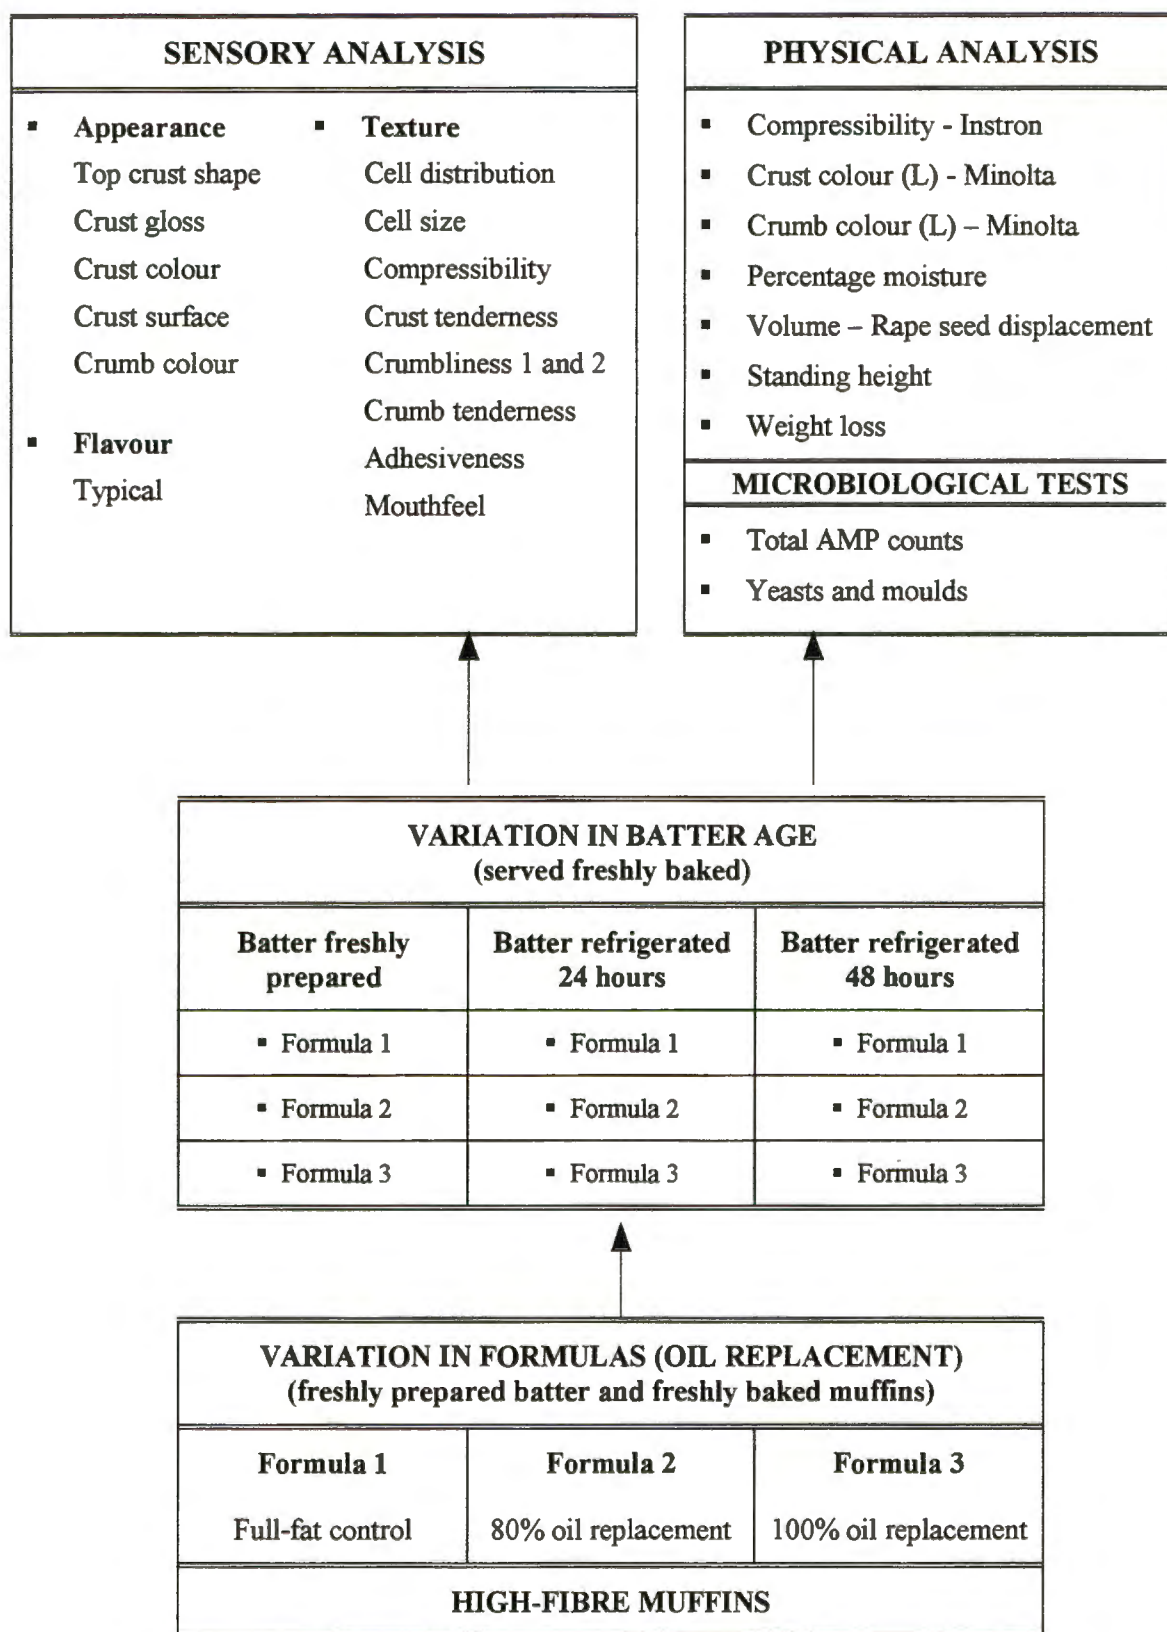 SENSORY ANALYSIS
▪ Appearance
Top crust shape
Crust gloss
Crust colour
Crust surface
Crumb colour
▪ Flavour
Typical
▪ Texture
Cell distribution
Cell size
Compressibility
Crust tenderness
Crumbliness 1 and 2
Crumb tenderness
Adhesiveness
Mouthfeel
PHYSICAL ANALYSIS
▪ Compressibility - Instron
▪ Crust colour (L) - Minolta
▪ Crumb colour (L) – Minolta
▪ Percentage moisture
▪ Volume – Rape seed displacement
▪ Standing height
▪ Weight loss
MICROBIOLOGICAL TESTS
▪ Total AMP counts
▪ Yeasts and moulds
VARIATION IN BATTER AGE
(served freshly baked)
Batter freshly
prepared
Batter refrigerated
24 hours
Batter refrigerated
48 hours
▪ Formula 1
▪ Formula 1
▪ Formula 1
▪ Formula 2
▪ Formula 2
▪ Formula 2
▪ Formula 3
▪ Formula 3
▪ Formula 3
VARIATION IN FORMULAS (OIL REPLACEMENT)
(freshly prepared batter and freshly baked muffins)
Formula 1
Formula 2
Formula 3
Full-fat control
80% oil replacement
100% oil replacement
HIGH-FIBRE MUFFINS